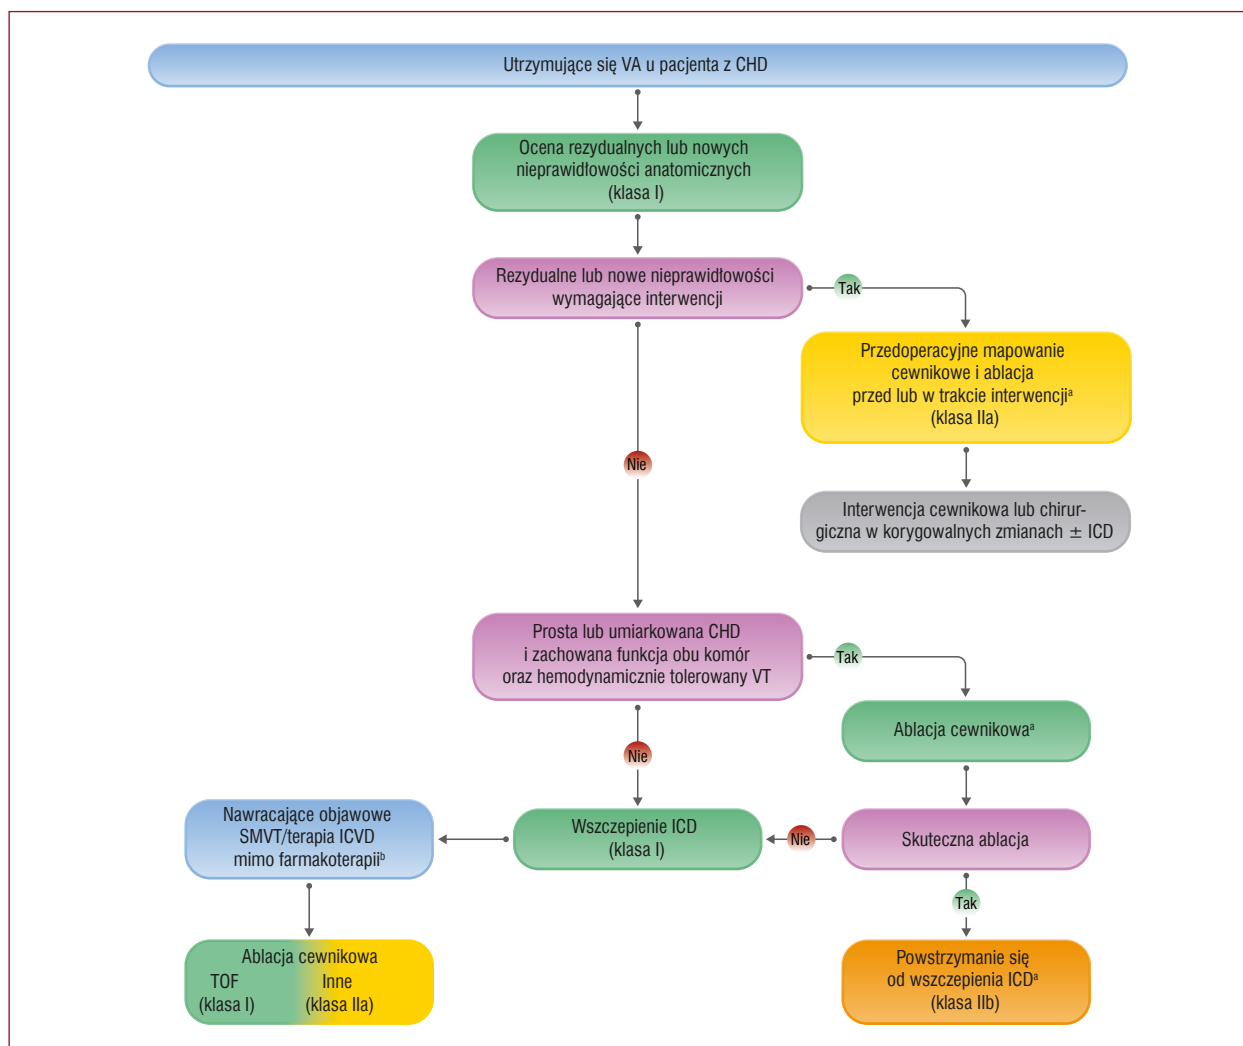 Utrzymujące się VA u pacjenta z CHD
Ocena rezydualnych lub nowych
nieprawidłowości anatomicznych
(klasa I)
Rezydualne lub nowe nieprawidłowości
wymagające interwencji
Tak
Przedoperacyjne mapowanie
cewnikowe i ablacja
przed lub w trakcie interwencjiᵃ
(klasa IIa)
Nie
Interwencja cewnikowa lub chirur-
giczna w korygowalnych zmianach ± ICD
Prosta lub umiarkowana CHD
i zachowana funkcja obu komór
oraz hemodynamicznie tolerowany VT
Tak
Ablacja cewnikowaᵃ
Nie
Nawracające objawowe
SMVT/terapia ICVD
mimo farmakoterapiiᵇ
Wszczepienie ICD
(klasa I)
Nie
Skuteczna ablacja
Tak
Ablacja cewnikowa
TOF Inne
(klasa I) (klasa IIa)
Powstrzymanie się
od wszczepienia ICDᵃ
(klasa IIb)